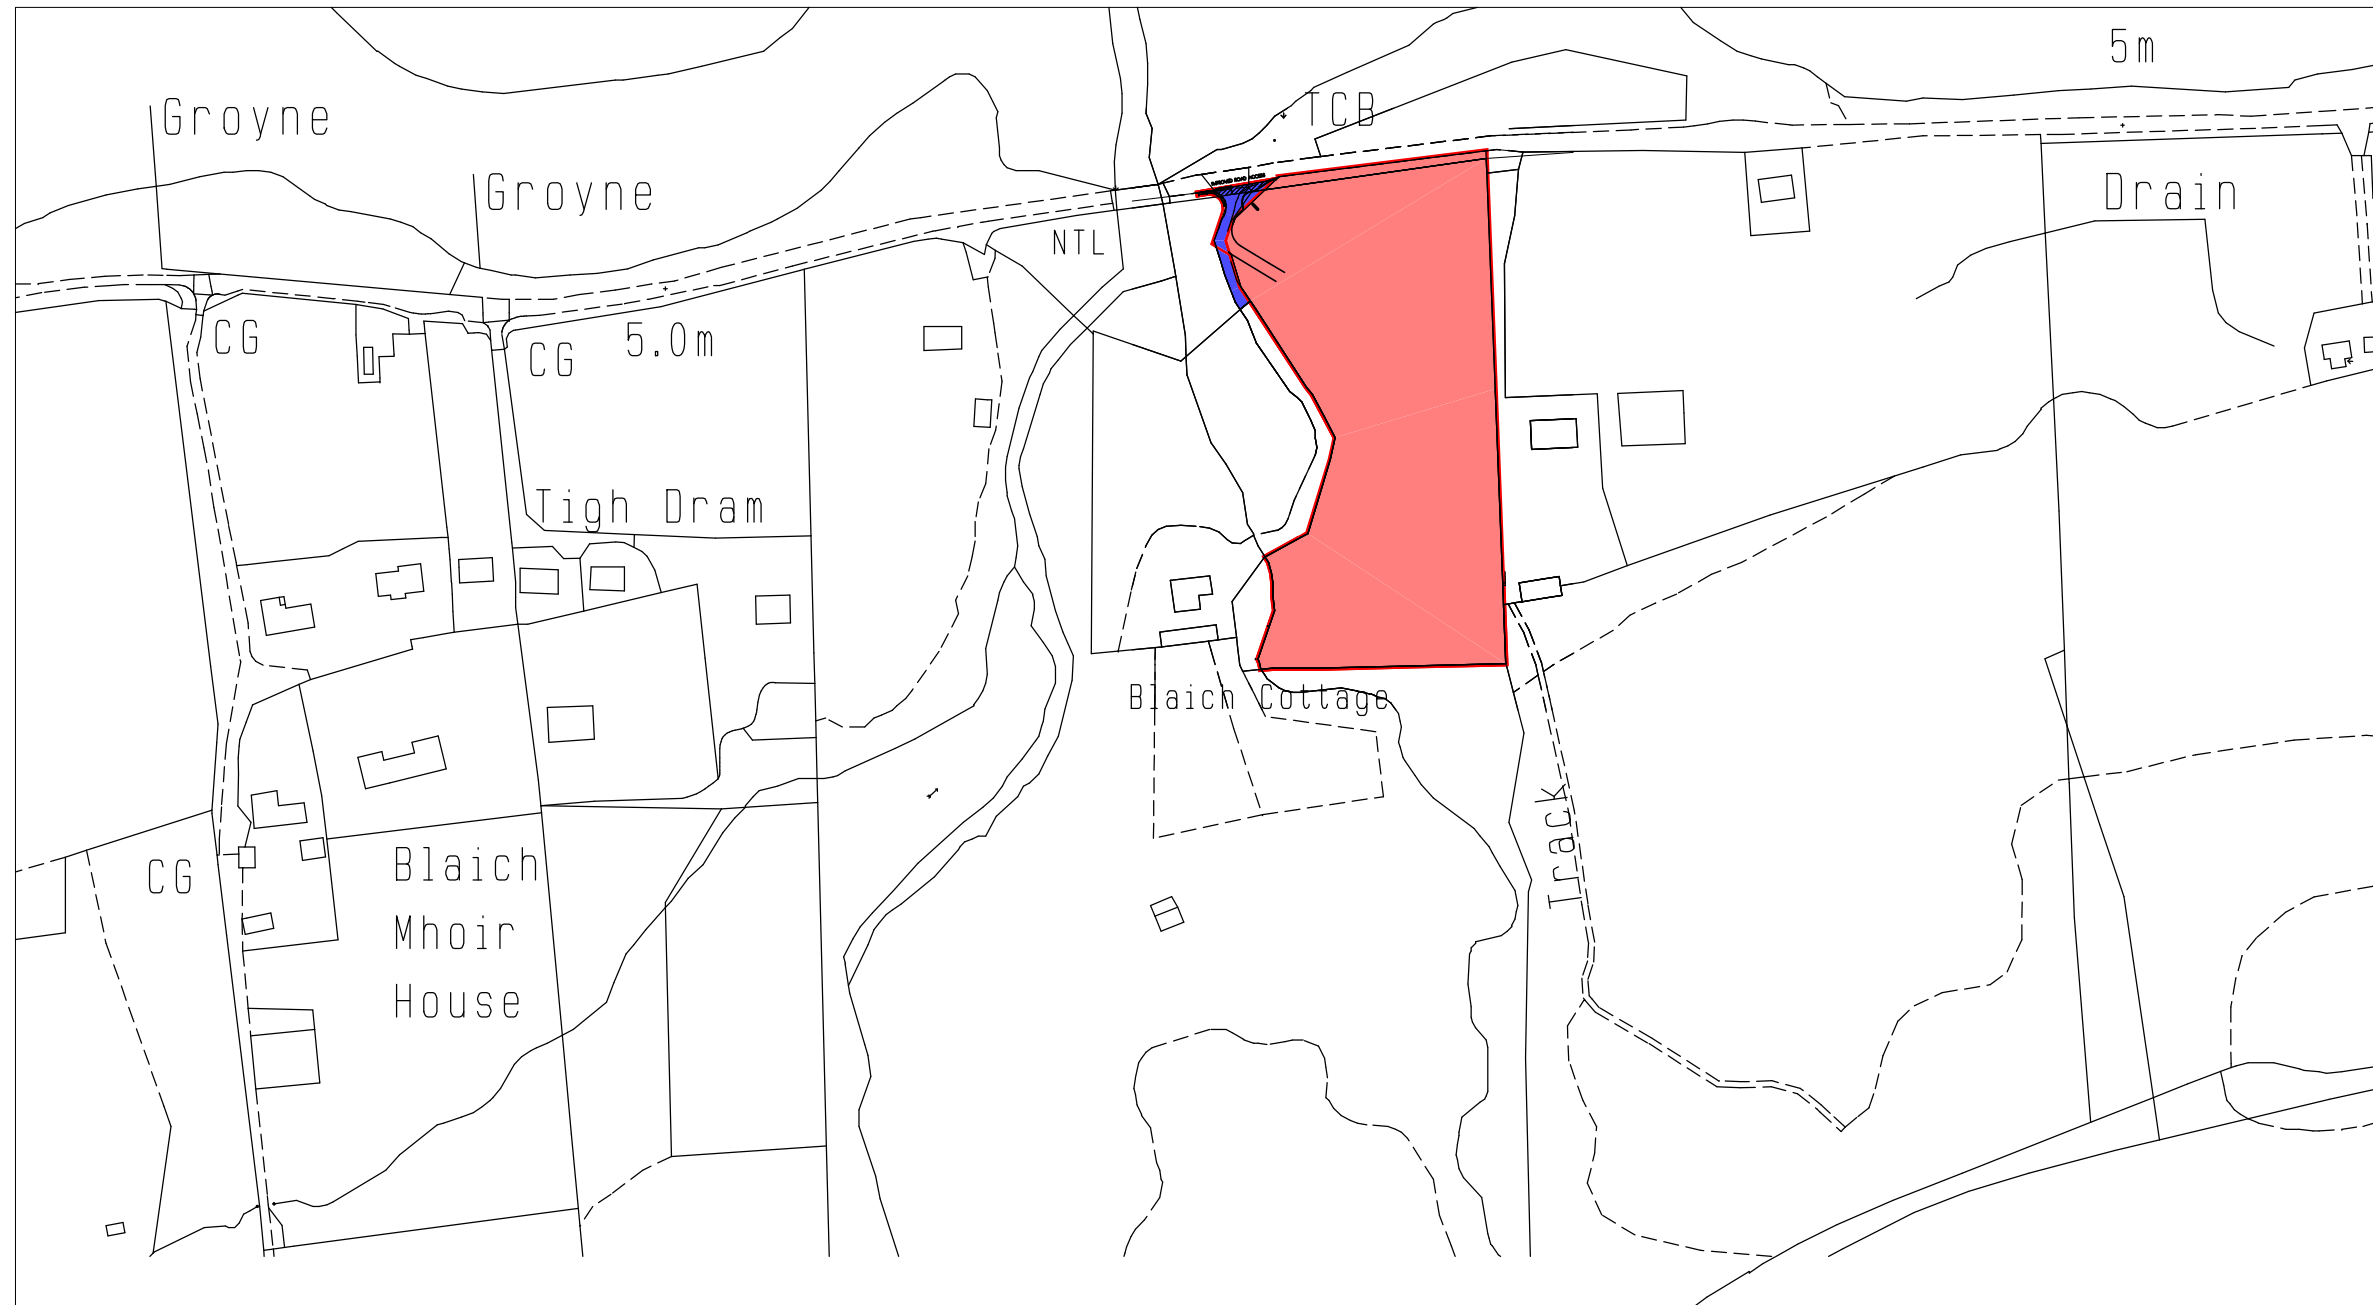 5m
Groyne
TCB
Groyne
Drain
NTL
CG
5.0m
CG
Tigh Dram
Blaich Cottage
Track
CG
Blaich
Mhoir
House